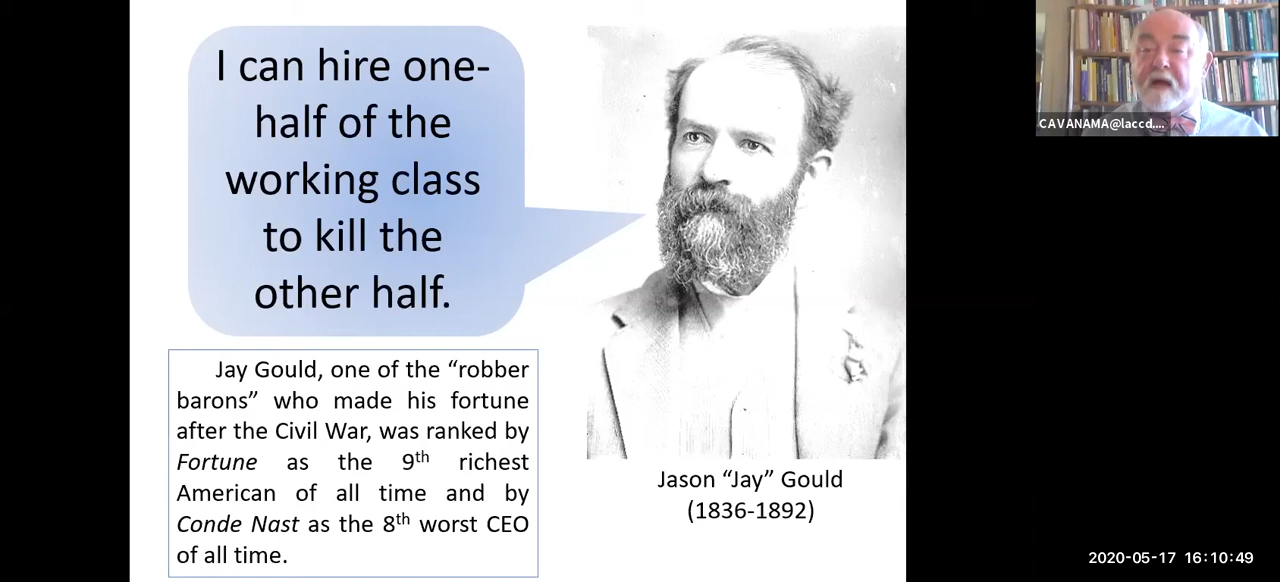 I can hire one-
half of the
working class
to kill the
other half.
Jay Gould, one of the “robber
barons” who made his fortune
after the Civil War, was ranked by
Fortune as the 9th richest
American of all time and by
Conde Nast as the 8th worst CEO
of all time.
Jason “Jay” Gould
(1836-1892)
CAVANAMA@laccd....
2020-05-17 16:10:49